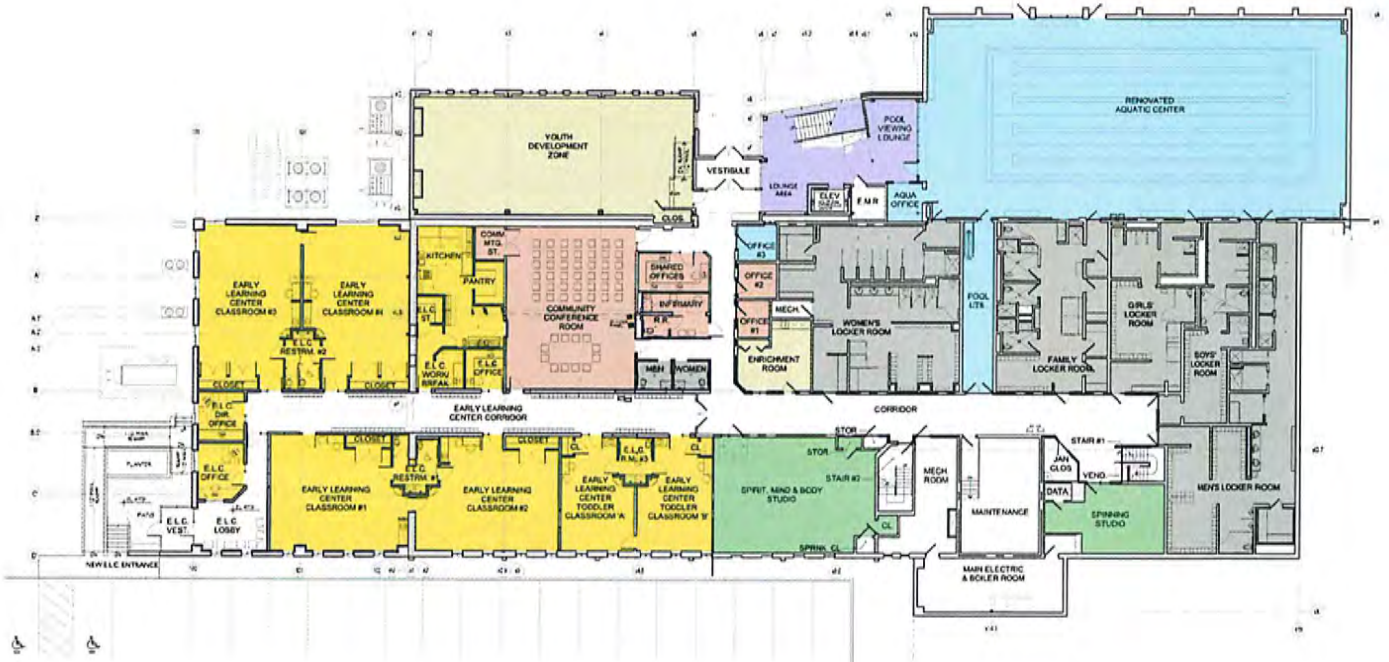 RENOVATED
AQUATIC CENTER
YOUTH
DEVELOPMENT
ZONE
POOL
VIEWING
LOUNGE
VESTIBULE
LOUNGE
AREA
ELEV
E.M.R.
AQUA
OFFICE
CLOS.
KITCHEN
COMM
MTG.
ST.
PANTRY
E.L.C.
ST.
EARLY
LEARNING
CENTER
CLASSROOM #3
EARLY
LEARNING
CENTER
CLASSROOM #4
E.L.C.
RESTRM. #2
CLOSET
CLOSET
E.L.C.
WORK/
BREAK
E.L.C.
OFFICE
COMMUNITY
CONFERENCE
ROOM
SHARED
OFFICES
INFIRMARY
R.R.
MEN
WOMEN
OFFICE
#3
OFFICE
#2
OFFICE
#1
MECH.
ENRICHMENT
ROOM
WOMEN'S
LOCKER ROOM
POOL
FAMILY
LOCKER ROOM
GIRLS'
LOCKER ROOM
BOYS'
LOCKER
ROOM
E.L.C.
DIR.
OFFICE
EARLY LEARNING
CENTER CORRIDOR
CORRIDOR
PLANTER
PATIO
E.L.C.
OFFICE
E.L.C.
VEST.
E.L.C.
LOBBY
NEW E.L.C. ENTRANCE
CLOSET
EARLY LEARNING
CENTER
CLASSROOM #1
E.L.C.
RESTRM. #1
CLOSET
EARLY LEARNING
CENTER
CLASSROOM #2
CL
E.L.C.
R.M. #3
CL
EARLY
LEARNING
CENTER
TODDLER
CLASSROOM 'A'
EARLY
LEARNING
CENTER
TODDLER
CLASSROOM 'B'
STOR
STOR.
STAIR #2
SPIRIT, MIND & BODY
STUDIO
CL
SPRNK. CL.
MECH
ROOM
MAINTENANCE
STAIR #1
JAN
CLOS
VEND.
DATA
SPINNING
STUDIO
MEN'S LOCKER ROOM
MAIN ELECTRIC
& BOILER ROOM